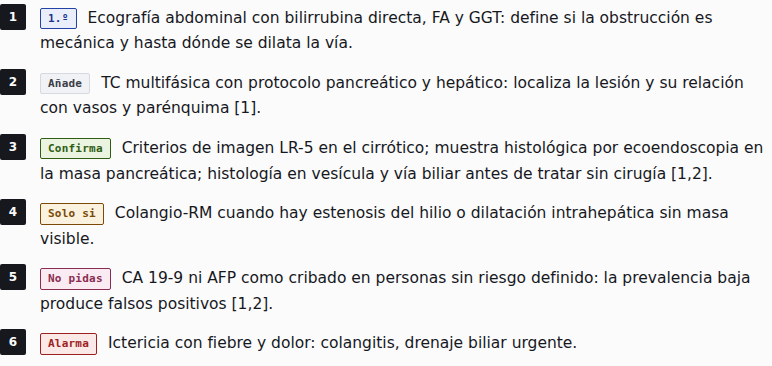 1 1.º Ecografía abdominal con bilirrubina directa, FA y GGT: define si la obstrucción es
mecánica y hasta dónde se dilata la vía.
2 Añade TC multifásica con protocolo pancreático y hepático: localiza la lesión y su relación
con vasos y parénquima [1].
3 Confirma Criterios de imagen LR-5 en el cirrótico; muestra histológica por ecoendoscopia en
la masa pancreática; histología en vesícula y vía biliar antes de tratar sin cirugía [1,2].
4 Solo si Colangio-RM cuando hay estenosis del hilio o dilatación intrahepática sin masa
visible.
5 No pidas CA 19-9 ni AFP como cribado en personas sin riesgo definido: la prevalencia baja
produce falsos positivos [1,2].
6 Alarma Ictericia con fiebre y dolor: colangitis, drenaje biliar urgente.